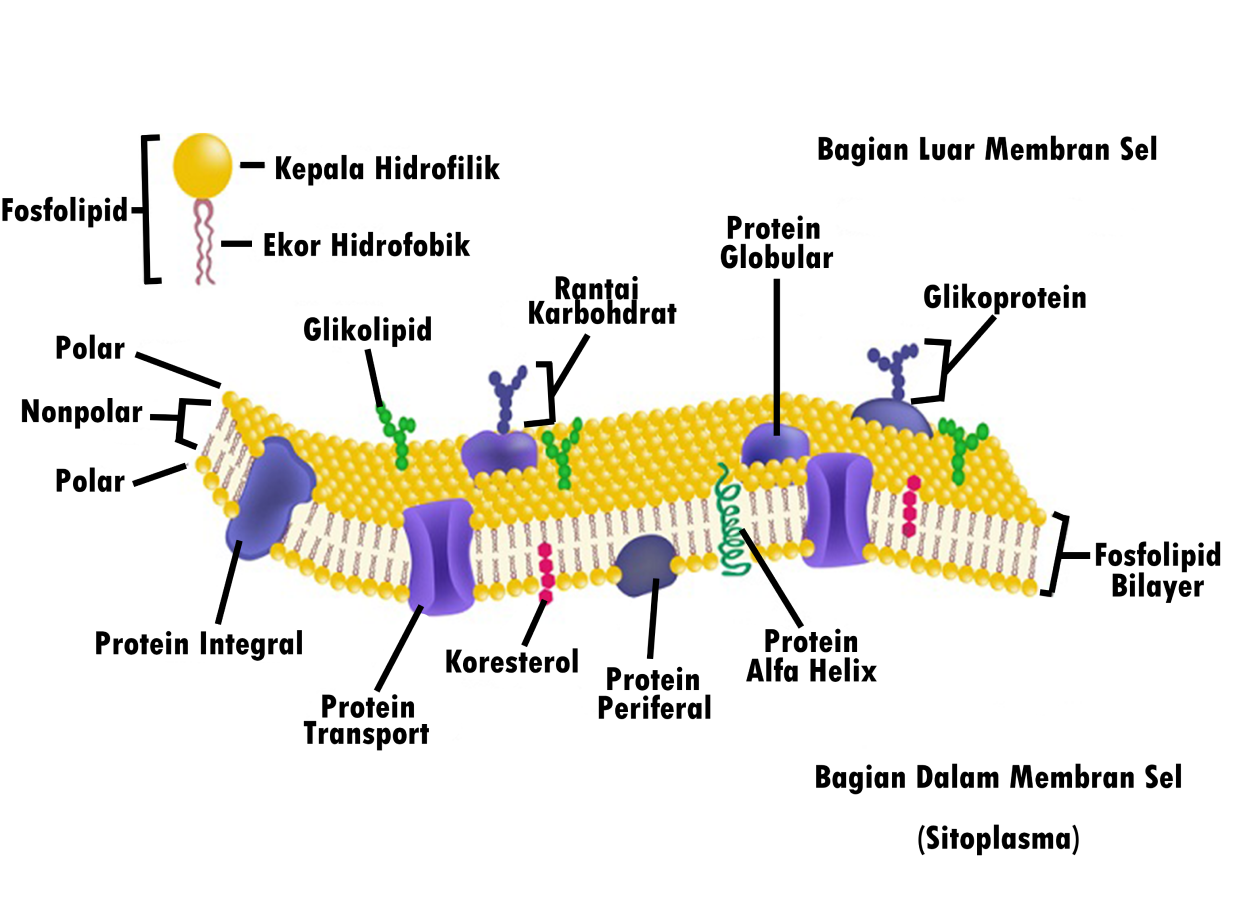 Bagian Luar Membran Sel
Kepala Hidrofilik
Fosfolipid
Ekor Hidrofobik
Protein
Globular
Rantai
Karbohdrat
Glikoprotein
Glikolipid
Polar
Nonpolar
Polar
Fosfolipid
Bilayer
Protein Integral
Koresterol
Protein
Alfa Helix
Protein
Periferal
Protein
Transport
Bagian Dalam Membran Sel
(Sitoplasma)